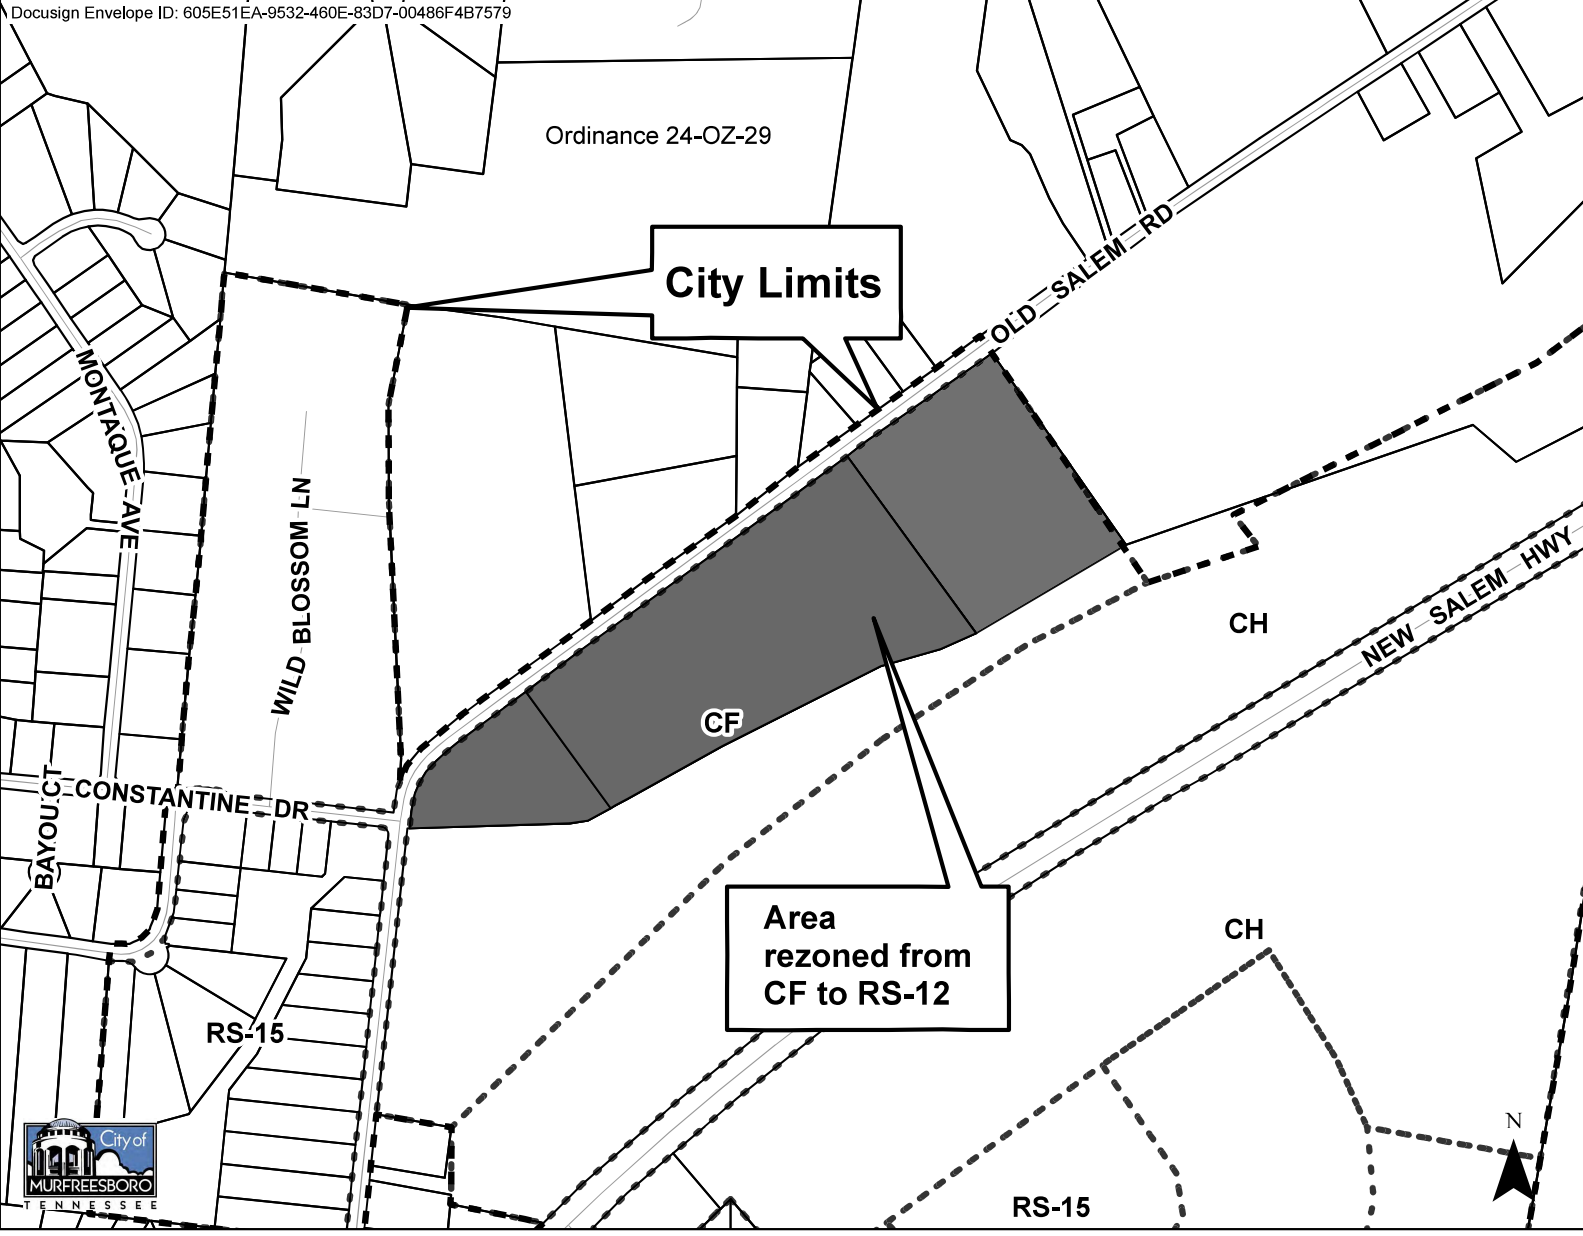 Docusign Envelope ID: 605E51EA-9532-460E-83D7-00486F4B7579
Ordinance 24-OZ-29
OLD SALEM RD
City Limits
MONTAQUE AVE
WILD BLOSSOM LN
NEW SALEM HWY
CH
CF
BAYOU CT
CONSTANTINE DR
Area
rezoned from
CF to RS-12
CH
RS-15
N
City of
MURFREESBORO
TENNESSEE
RS-15